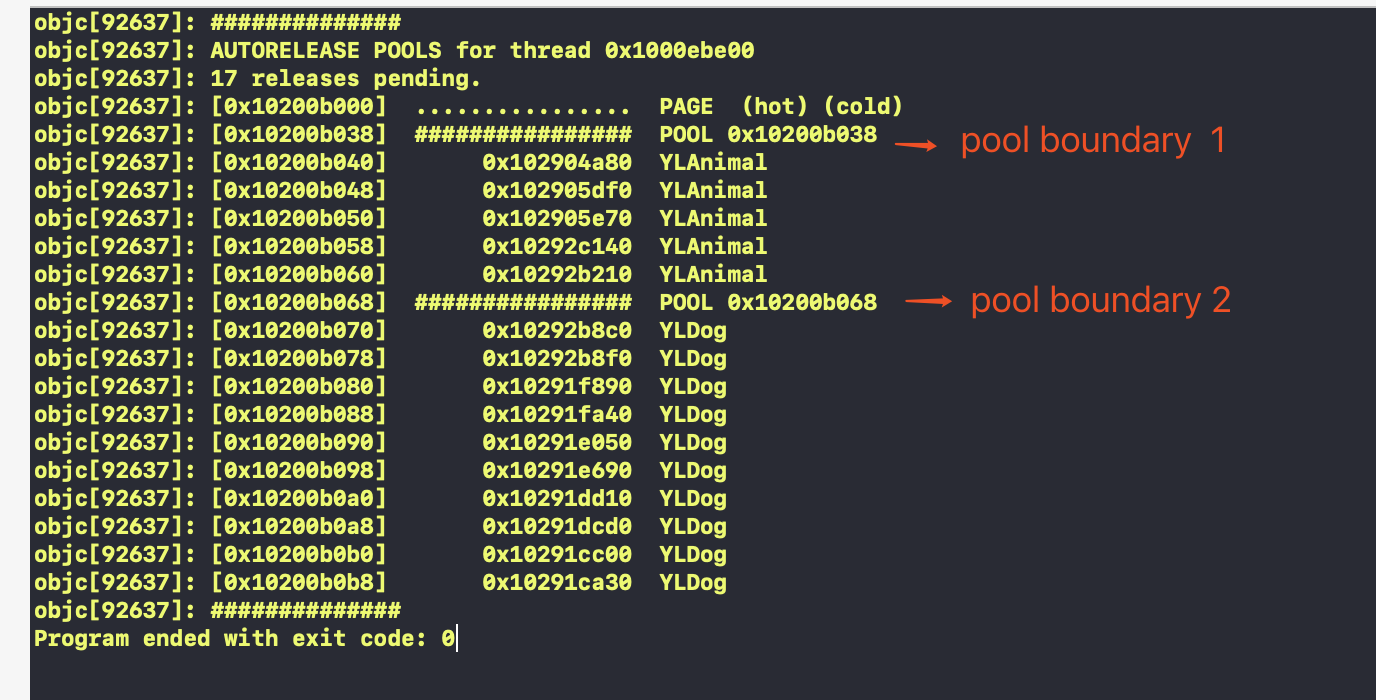 objc[92637]: ##############
objc[92637]: AUTORELEASE POOLS for thread 0x1000ebe00
objc[92637]: 17 releases pending.
objc[92637]: [0x10200b000]  ................  PAGE  (hot) (cold)
objc[92637]: [0x10200b038]  ################  POOL 0x10200b038 pool boundary 1
objc[92637]: [0x10200b040]       0x102904a80  YLAnimal
objc[92637]: [0x10200b048]       0x102905df0  YLAnimal
objc[92637]: [0x10200b050]       0x102905e70  YLAnimal
objc[92637]: [0x10200b058]       0x10292c140  YLAnimal
objc[92637]: [0x10200b060]       0x10292b210  YLAnimal
objc[92637]: [0x10200b068]  ################  POOL 0x10200b068 pool boundary 2
objc[92637]: [0x10200b070]       0x10292b8c0  YLDog
objc[92637]: [0x10200b078]       0x10292b8f0  YLDog
objc[92637]: [0x10200b080]       0x10291f890  YLDog
objc[92637]: [0x10200b088]       0x10291fa40  YLDog
objc[92637]: [0x10200b090]       0x10291e050  YLDog
objc[92637]: [0x10200b098]       0x10291e690  YLDog
objc[92637]: [0x10200b0a0]       0x10291dd10  YLDog
objc[92637]: [0x10200b0a8]       0x10291dcd0  YLDog
objc[92637]: [0x10200b0b0]       0x10291cc00  YLDog
objc[92637]: [0x10200b0b8]       0x10291ca30  YLDog
objc[92637]: ##############
Program ended with exit code: 0